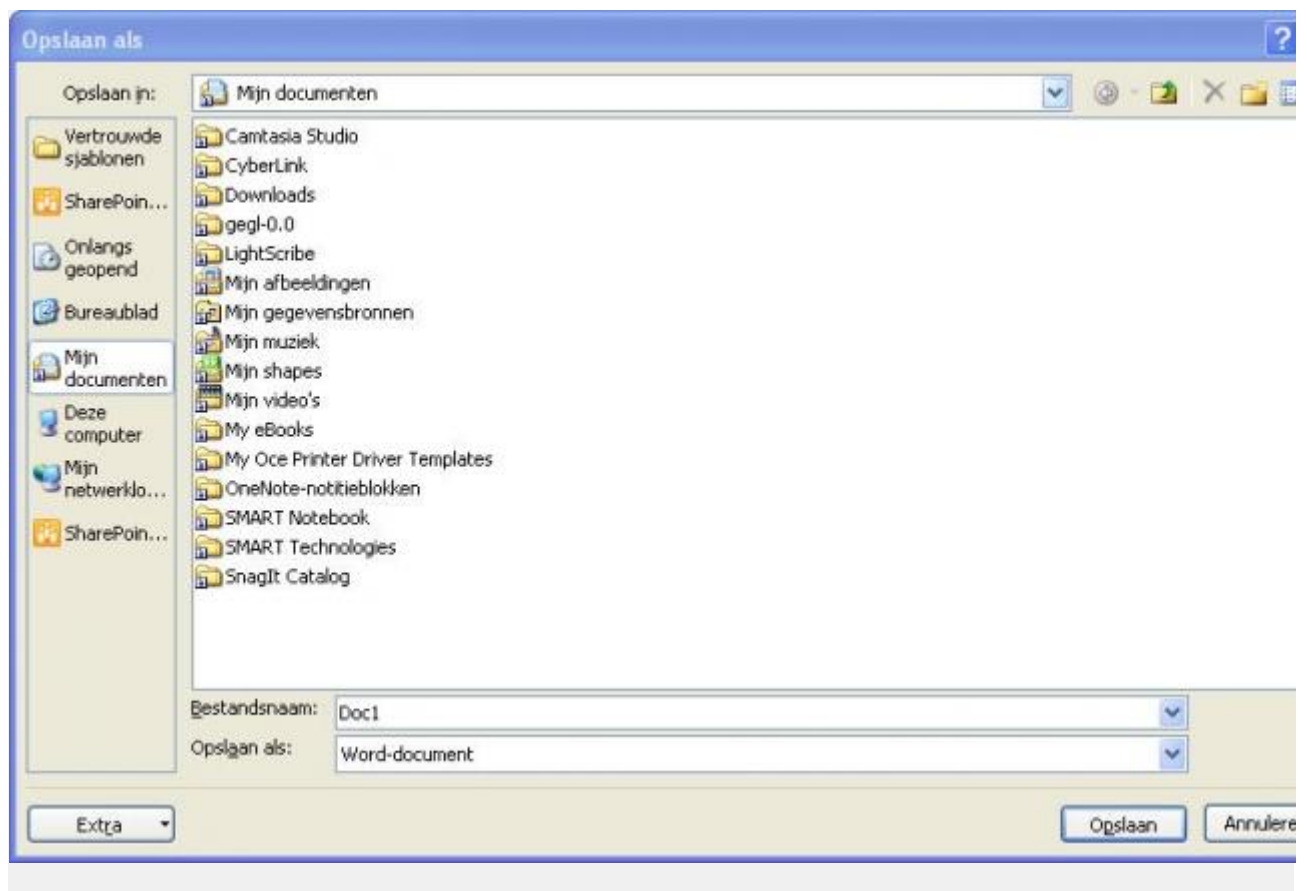 Opslaan als
?
Opslaan in:
Mijn documenten
Vertrouwde
sjablonen
SharePoin...
Onlangs
geopend
Bureaublad
Mijn
documenten
Deze
computer
Mijn
netwerklo...
SharePoin...
Camtasia Studio
CyberLink
Downloads
gegl-0.0
LightScribe
Mijn afbeeldingen
Mijn gegevensbronnen
Mijn muziek
Mijn shapes
Mijn video's
My eBooks
My Oce Printer Driver Templates
OneNote-notitieblokken
SMART Notebook
SMART Technologies
SnagIt Catalog
Bestandsnaam:
Doc1
Opslaan als:
Word-document
Extra
Opslaan
Annulere